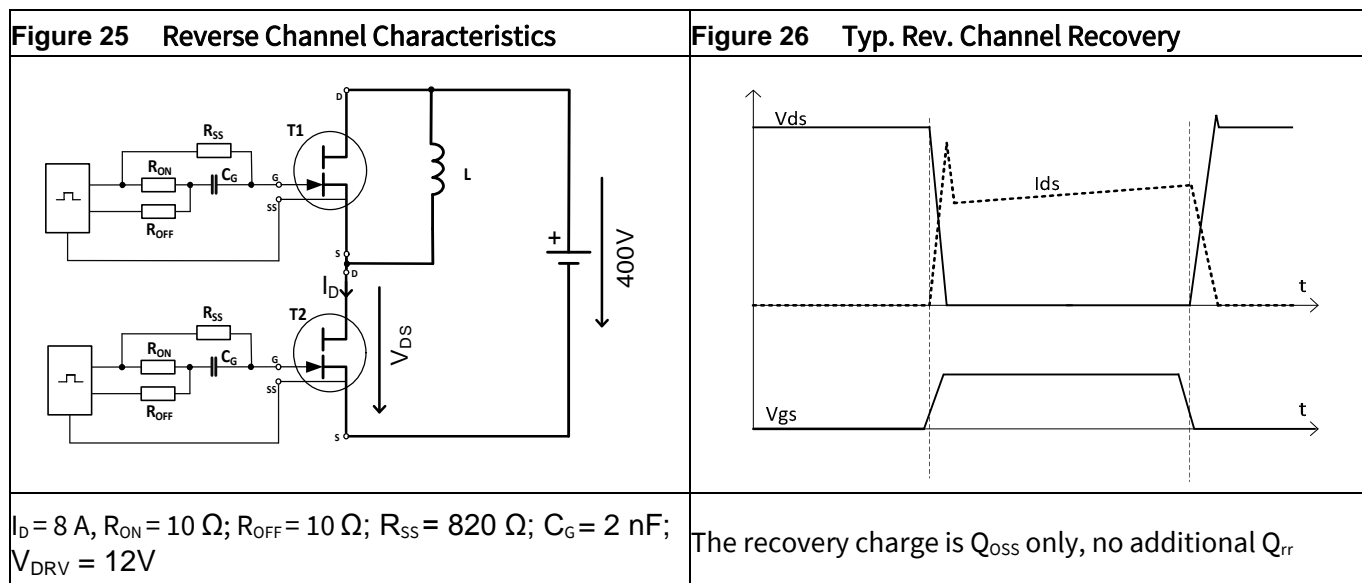 Figure 25 Reverse Channel Characteristics
Figure 26 Typ. Rev. Channel Recovery
D
T1
RSS
RON
CG
G
SS
ROFF
L
S
D
ID
+
400V
T2
VDS
RSS
RON
CG
G
SS
ROFF
S
Vds
Ids
t
Vgs
t
ID = 8 A, RON = 10 Ω; ROFF = 10 Ω; RSS = 820 Ω; CG = 2 nF;
VDRV = 12V
The recovery charge is QOSS only, no additional Qrr